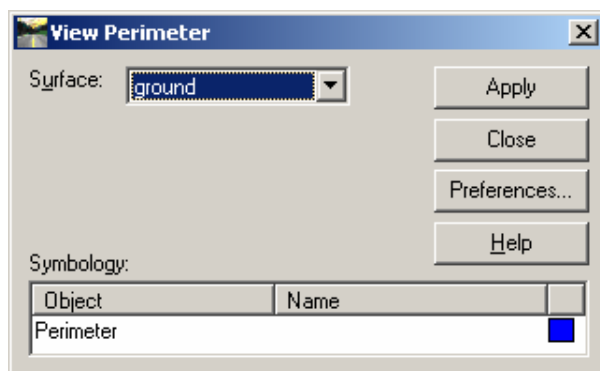 View Perimeter
Surface: ground
Apply
Close
Preferences...
Help
Symbology:
Object Name
Perimeter